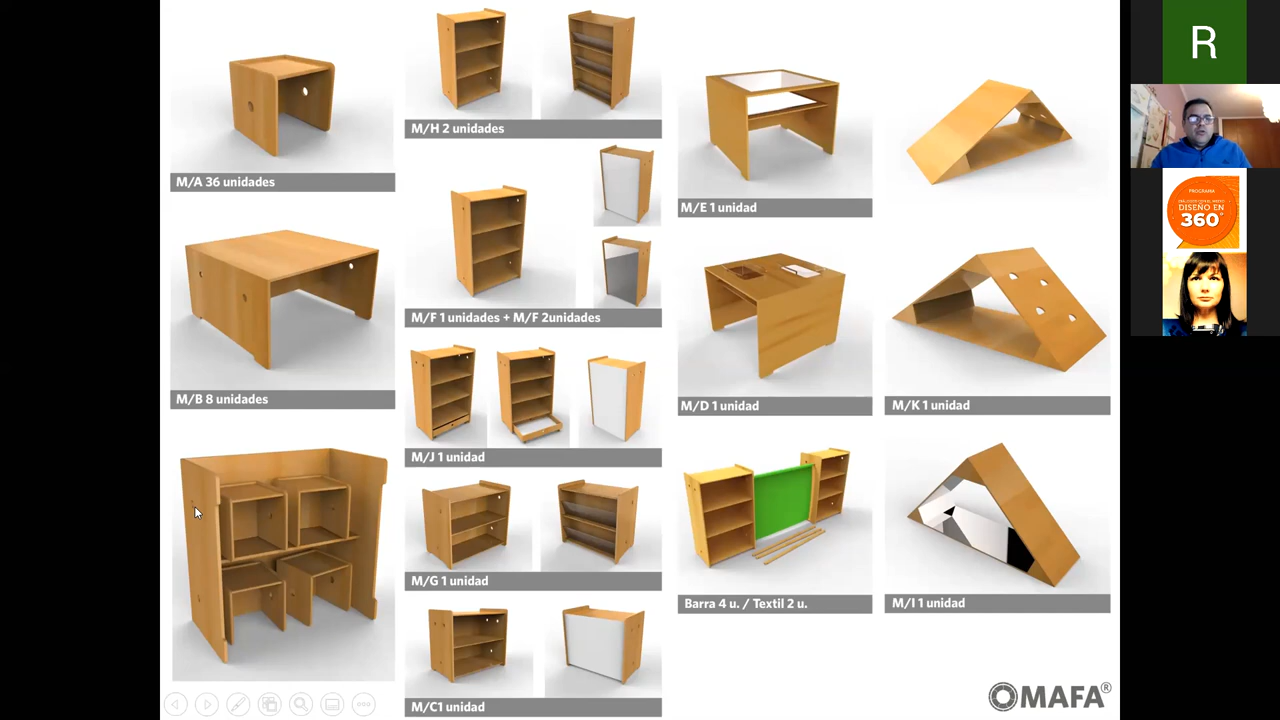 M/A 36 unidades
M/B 8 unidades
M/H 2 unidades
M/F 1 unidades + M/F 2unidades
M/J 1 unidad
M/G 1 unidad
M/C1 unidad
M/E 1 unidad
M/D 1 unidad
Barra 4 u. / Textil 2 u.
M/K 1 unidad
M/I 1 unidad
MAFA®
R
PROGRAMA
DISEÑO EN
360°